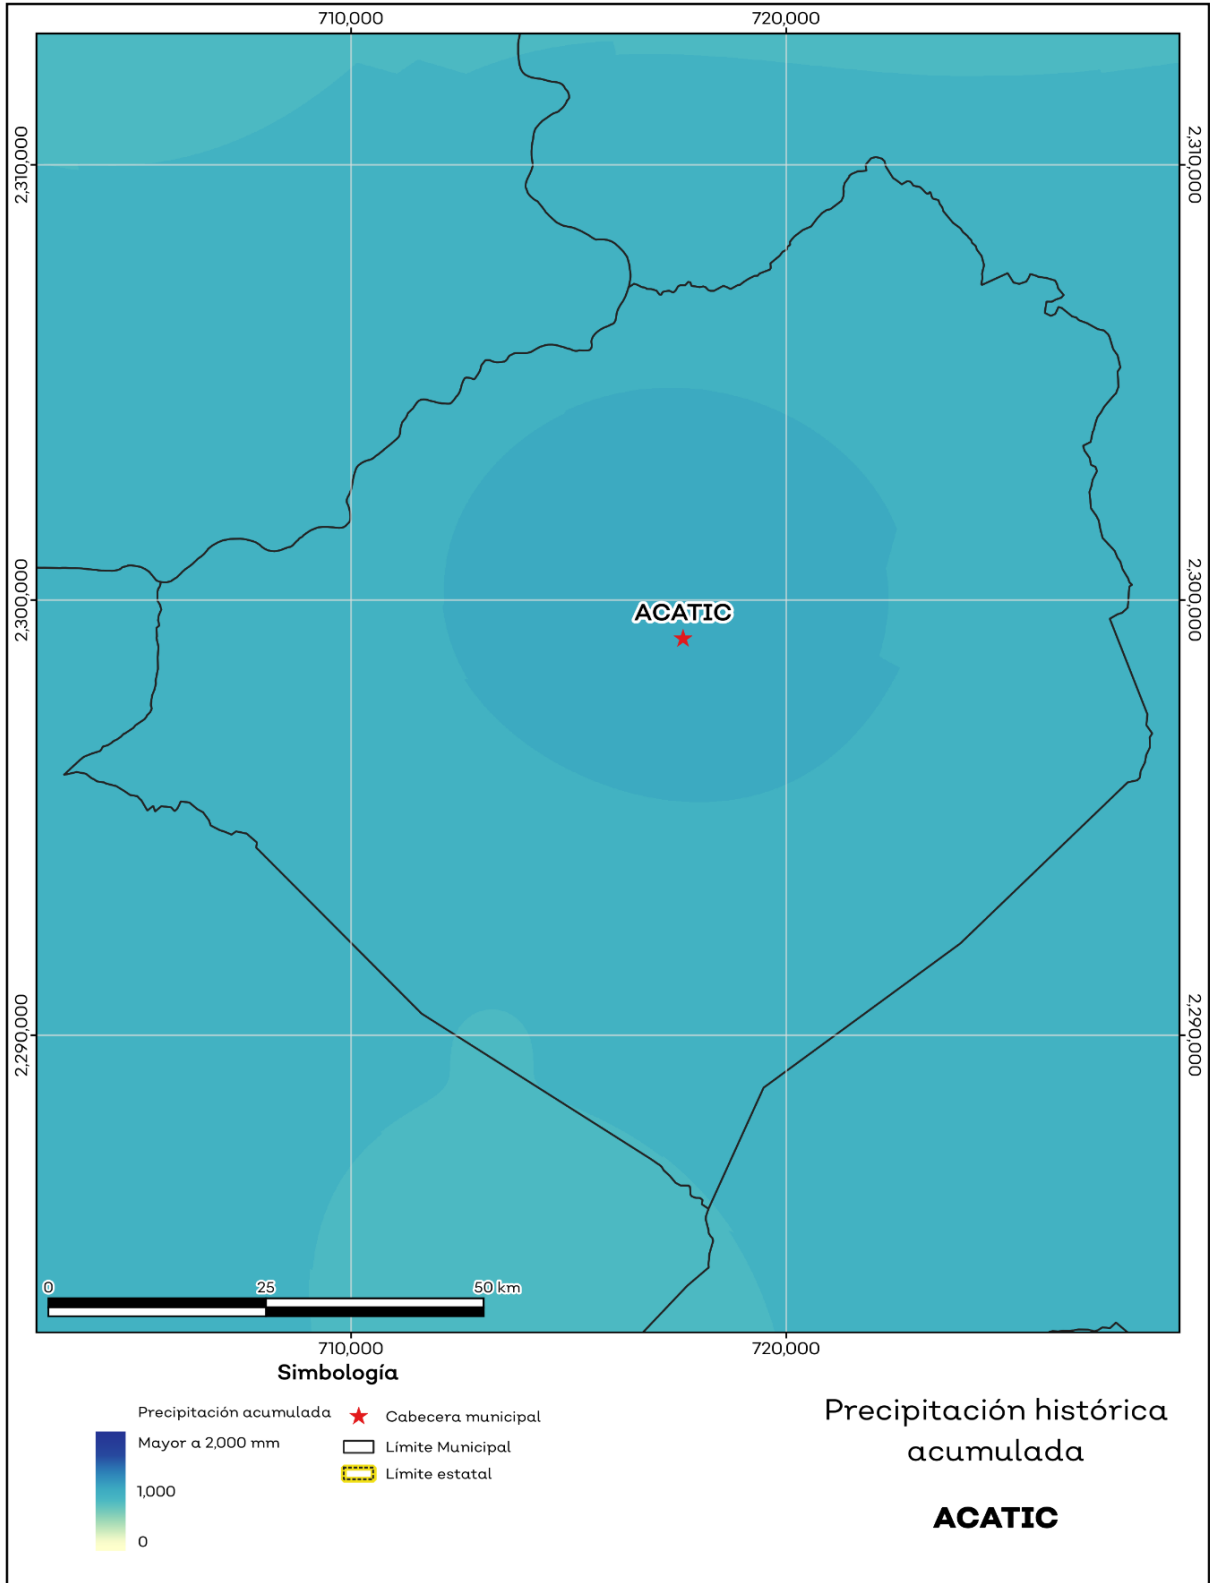 710,000
720,000
2,310,000
2,310,000
ACATIC
2,300,000
2,300,000
2,290,000
2,290,000
0
25
50 km
710,000
720,000
Simbología
Precipitación acumulada
Mayor a 2,000 mm
1,000
0
Cabecera municipal
Límite Municipal
Límite estatal
Precipitación histórica
acumulada
ACATIC